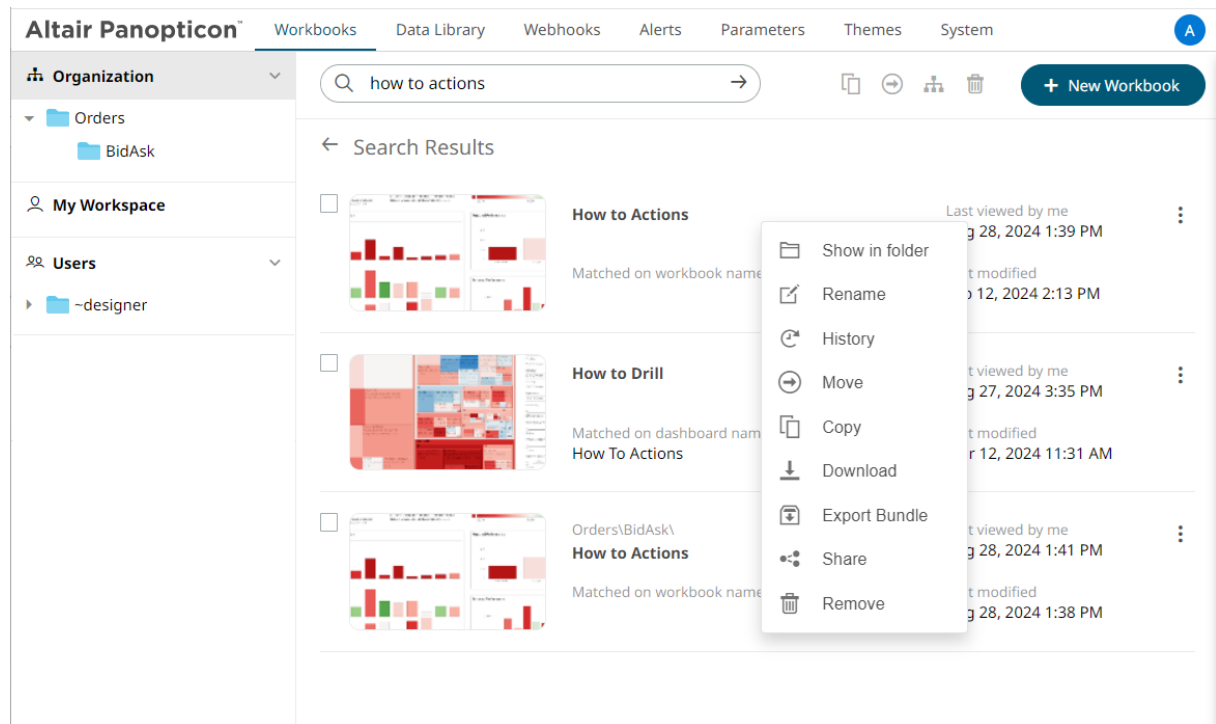 Altair Panopticon™ Workbooks Data Library Webhooks Alerts Parameters Themes System A
Organization
Orders
BidAsk
My Workspace
Users
~designer
how to actions
+ New Workbook
Search Results
How to Actions
Matched on workbook name
Last viewed by me
28, 2024 1:39 PM
12, 2024 2:13 PM
How to Drill
Matched on dashboard
How To Actions
viewed by me
27, 2024 3:35 PM
modified
12, 2024 11:31 AM
Orders\BidAsk\
How to Actions
Matched on workbook name
viewed by me
28, 2024 1:41 PM
modified
28, 2024 1:38 PM
Show in folder
Rename
History
Move
Copy
Download
Export Bundle
Share
Remove